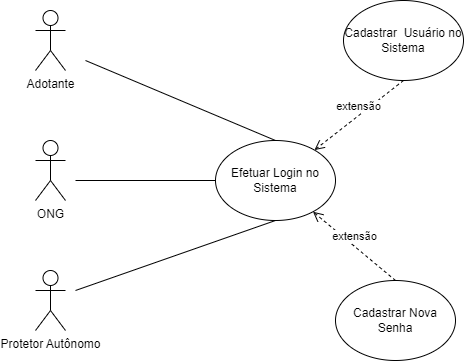 Cadastrar Usuário no
Sistema
Adotante
extensão
Efetuar Login no
Sistema
ONG
extensão
Cadastrar Nova
Senha
Protetor Autônomo